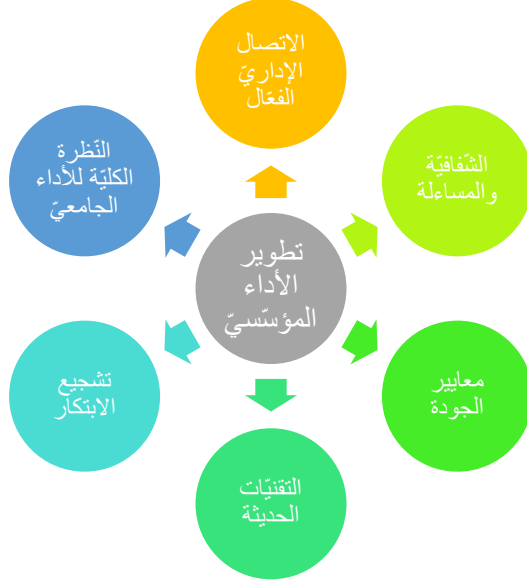 الاتصال
الإداريّ
الفعّال
الشّفافيّة
والمساءلة
معايير
الجودة
التقنيّات
الحديثة
تشجيع
الابتكار
النّظرة
الكليّة للأداء
الجامعيّ
تطوير
الأداء
المؤسّسيّ